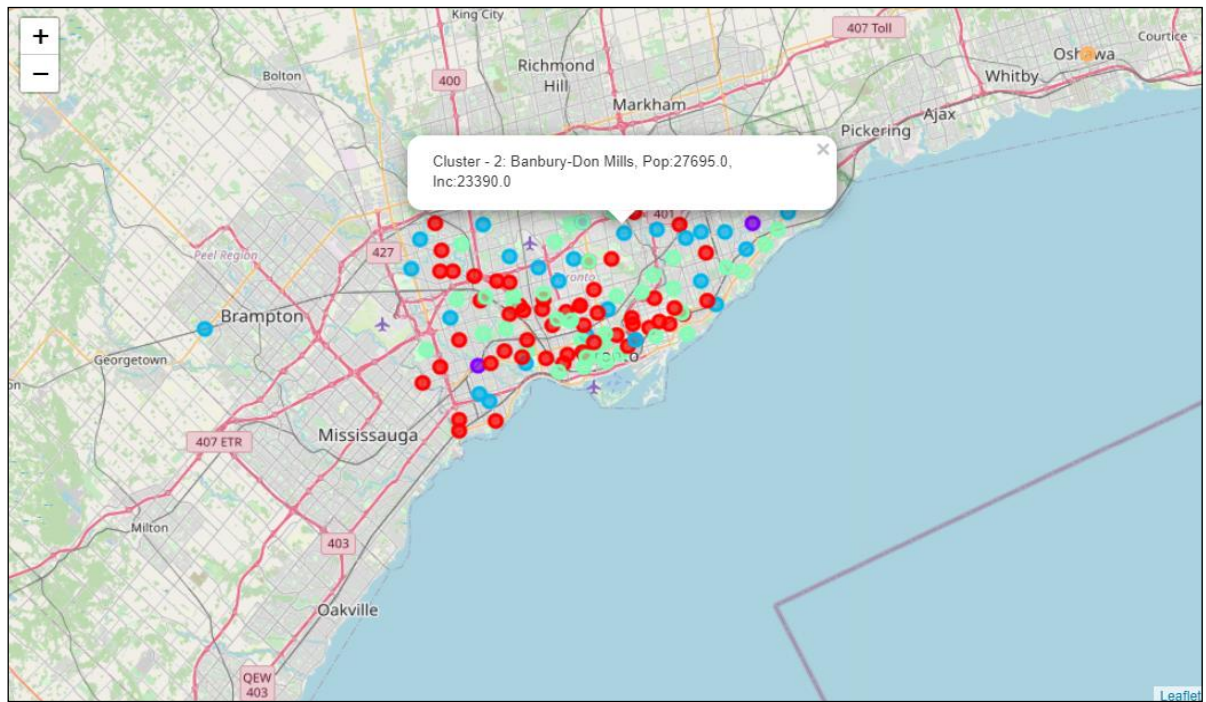 King City
407 Toll
Courtice
+
−
Bolton
400
Richmond
Hill
Oshawa
Whitby
Markham
Ajax
Pickering
Cluster - 2: Banbury-Don Mills, Pop:27695.0,
Inc:23390.0
×
401
427
Peel Region
Brampton
Georgetown
Mississauga
407 ETR
Milton
403
Oakville
QEW
403
Leaflet